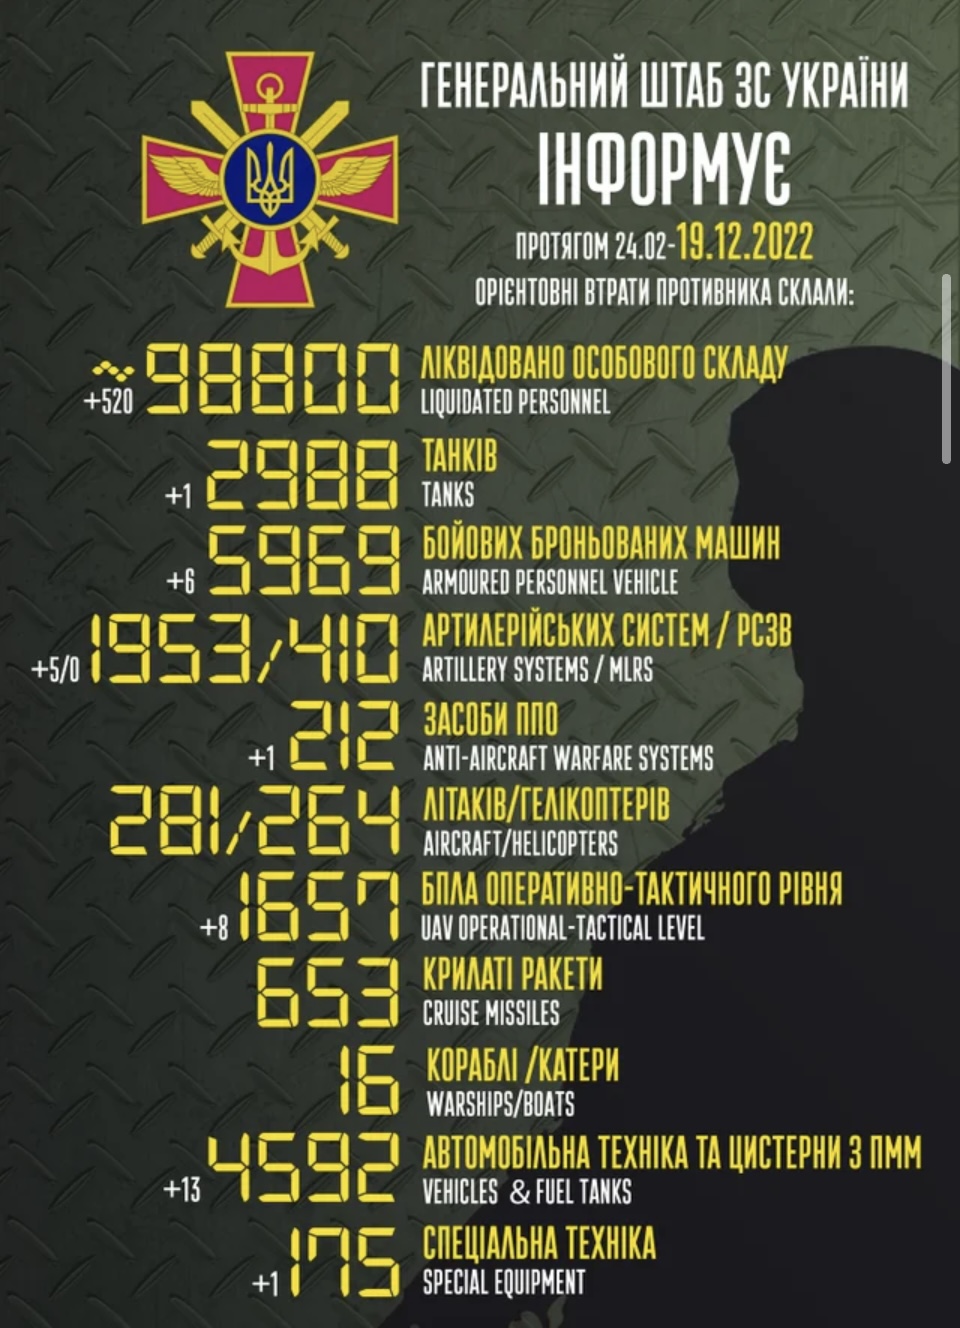 ГЕНЕРАЛЬНИЙ ШТАБ ЗС УКРАЇНИ
ІНФОРМУЄ
ПРОТЯГОМ 24.02-19.12.2022
ОРІЄНТОВНІ ВТРАТИ ПРОТИВНИКА СКЛАЛИ:
~98800 ЛІКВІДОВАНО ОСОБОВОГО СКЛАДУ
+520 LIQUIDATED PERSONNEL
2988 ТАНКІВ
+1 TANKS
5969 БОЙОВИХ БРОНЬОВАНИХ МАШИН
+6 ARMOURED PERSONNEL VEHICLE
1953/410 АРТИЛЕРІЙСЬКИХ СИСТЕМ / РСЗВ
+5/0 ARTILLERY SYSTEMS / MLRS
212 ЗАСОБИ ППО
+1 ANTI-AIRCRAFT WARFARE SYSTEMS
281/264 ЛІТАКІВ/ГЕЛІКОПТЕРІВ
AIRCRAFT/HELICOPTERS
1657 БПЛА ОПЕРАТИВНО-ТАКТИЧНОГО РІВНЯ
+8 UAV OPERATIONAL-TACTICAL LEVEL
653 КРИЛАТІ РАКЕТИ
CRUISE MISSILES
16 КОРАБЛІ /КАТЕРИ
WARSHIPS/BOATS
4592 АВТОМОБІЛЬНА ТЕХНІКА ТА ЦИСТЕРНИ З ПММ
+13 VEHICLES & FUEL TANKS
175 СПЕЦІАЛЬНА ТЕХНІКА
+1 SPECIAL EQUIPMENT